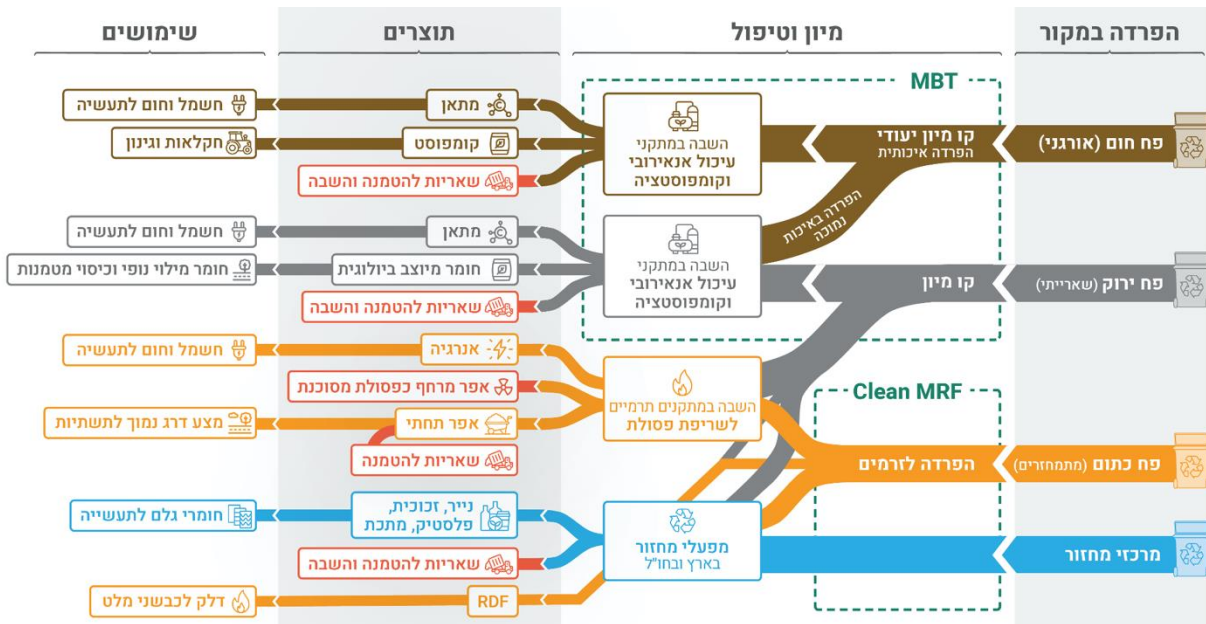 הפרדה במקור
מיון וטיפול
תוצרים
שימושים
MBT
פח חום (אורגני)
קו מיון יעודי
הפרדה איכותית
הפרדה באיכות
נמוכה
השבה במתקני
עיכול אנאירובי
וקומפוסטציה
מתאן
חשמל וחום לתעשיה
קומפוסט
חקלאות וגינון
שאריות להטמנה והשבה
פח ירוק (שארייתי)
קו מיון
השבה במתקני
עיכול אנאירובי
וקומפוסטציה
מתאן
חשמל וחום לתעשיה
חומר מיוצב ביולוגית
חומר מילוי נופי וכיסוי מטמנות
שאריות להטמנה והשבה
Clean MRF
פח כתום (מתמחזרים)
הפרדה לזרמים
השבה במתקנים תרמיים
לשריפת פסולת
אנרגיה
חשמל וחום לתעשיה
אפר מרחף כפסולת מסוכנת
אפר תחתי
מצע דרג נמוך לתשתיות
שאריות להטמנה
מרכזי מחזור
מפעלי מחזור
בארץ ובחו"ל
נייר, זכוכית,
פלסטיק, מתכת
חומרי גלם לתעשייה
שאריות להטמנה והשבה
RDF
דלק לכבשני מלט